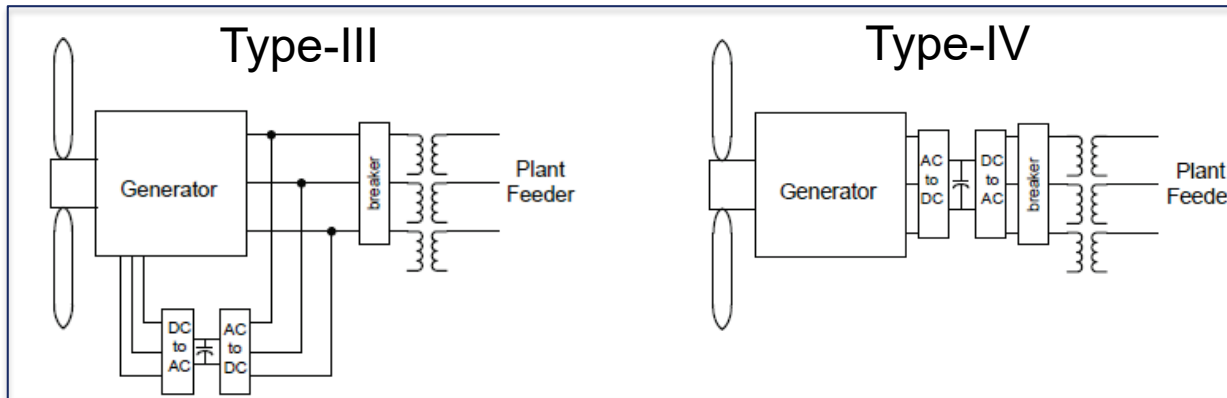 Type-III
Generator
breaker
Plant
Feeder
DC
to
AC
AC
to
DC
Type-IV
Generator
AC
to
DC
DC
to
AC
breaker
Plant
Feeder